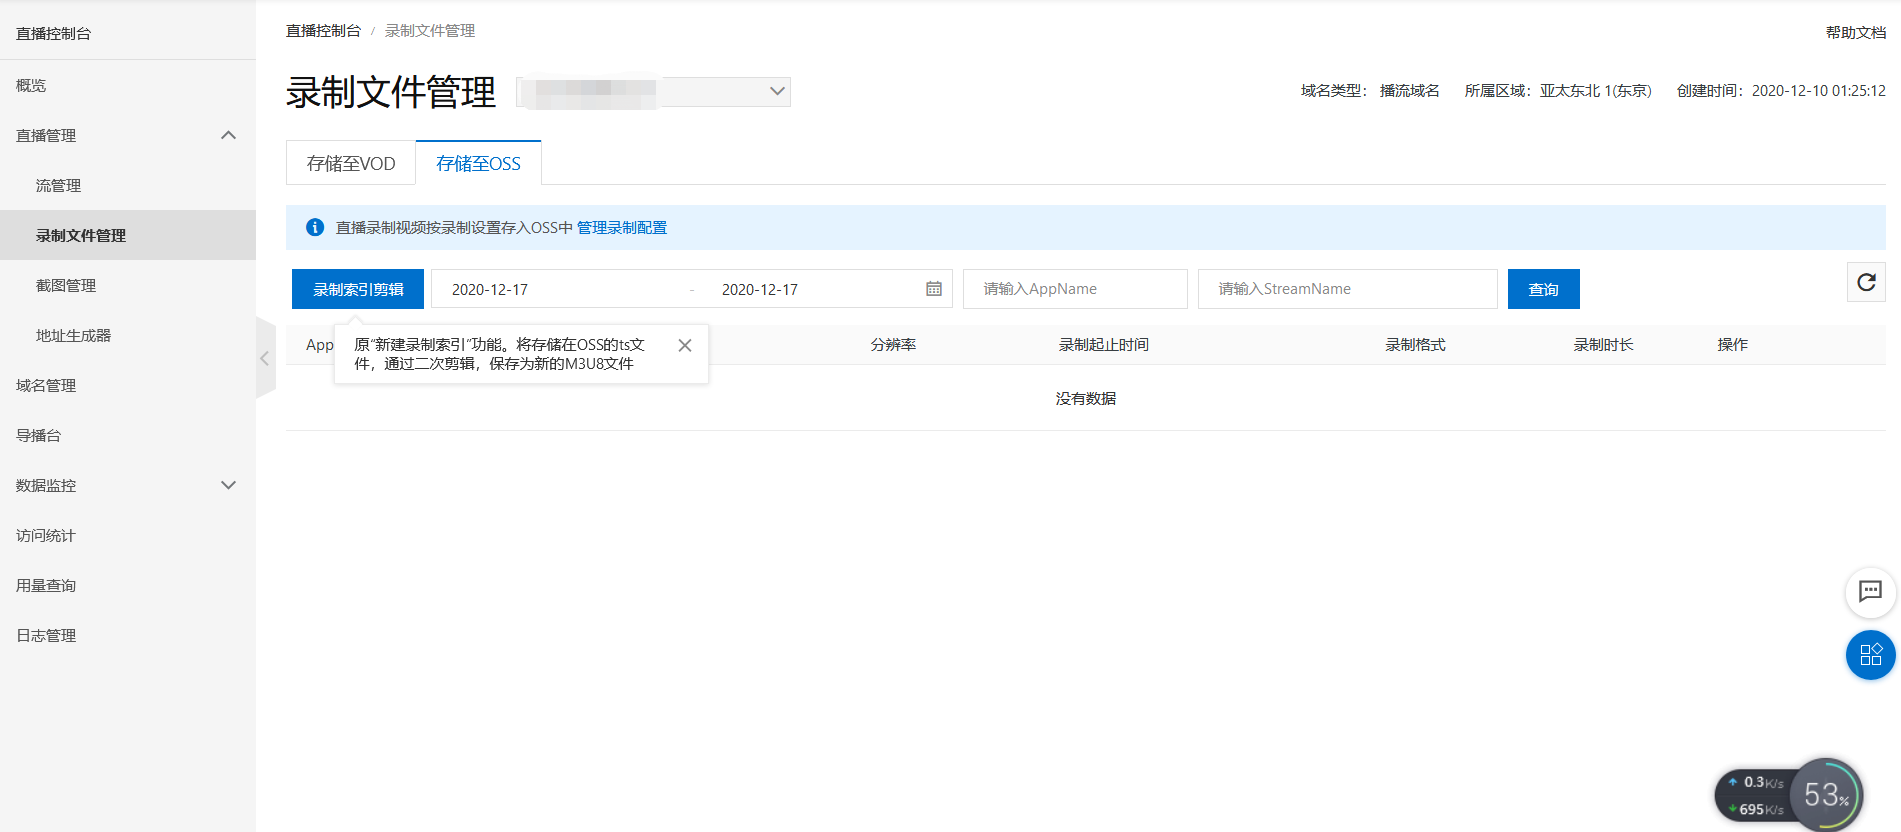 直播控制台
概览
直播管理
流管理
录制文件管理
截图管理
地址生成器
域名管理
导播台
数据监控
访问统计
用量查询
日志管理
直播控制台 / 录制文件管理
帮助文档
录制文件管理
域名类型： 播流域名 所属区域：亚太东北 1(东京) 创建时间：2020-12-10 01:25:12
存储至VOD 存储至OSS
直播录制视频按录制设置存入OSS中 管理录制配置
录制索引剪辑 2020-12-17 - 2020-12-17 请输入AppName 请输入StreamName 查询
App 分辨率 录制起止时间 录制格式 录制时长 操作
原“新建录制索引”功能。将存储在OSS的ts文
件，通过二次剪辑，保存为新的M3U8文件
没有数据
0.3K/s
695K/s
53%